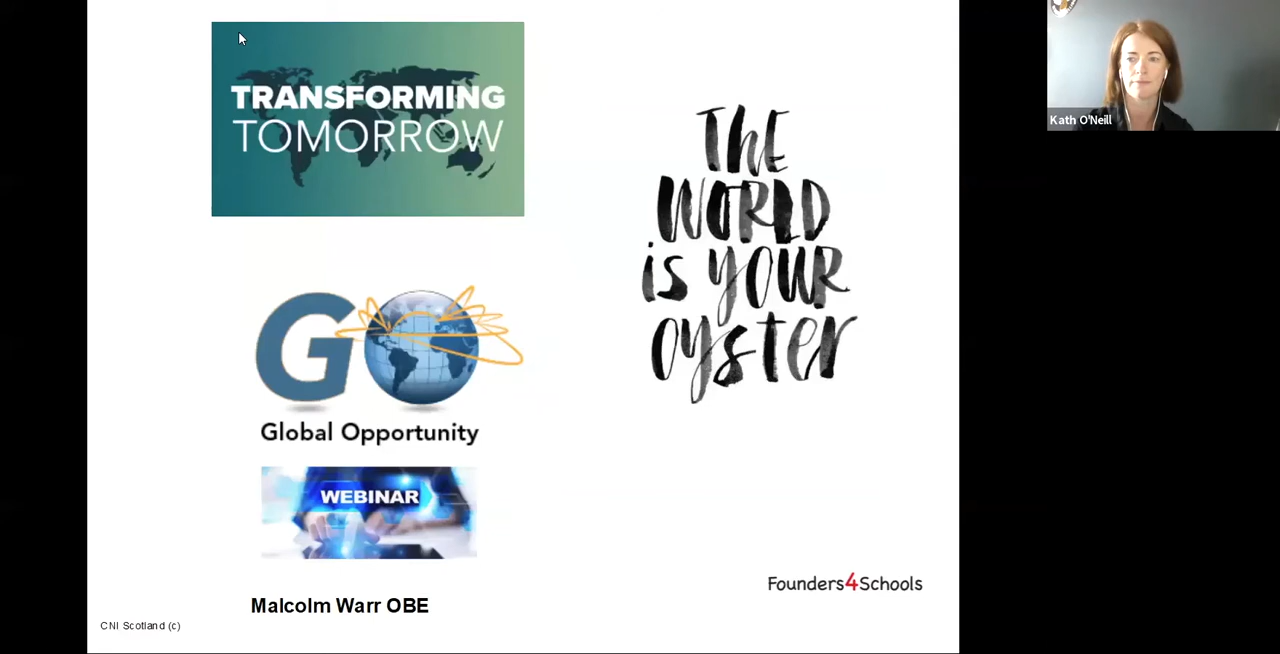 TRANSFORMING
TOMORROW
THE
WORLD
is YOUR
oyster
GO
Global Opportunity
WEBINAR
Malcolm Warr OBE
CNI Scotland (c)
Founders4Schools
Kath O'Neill